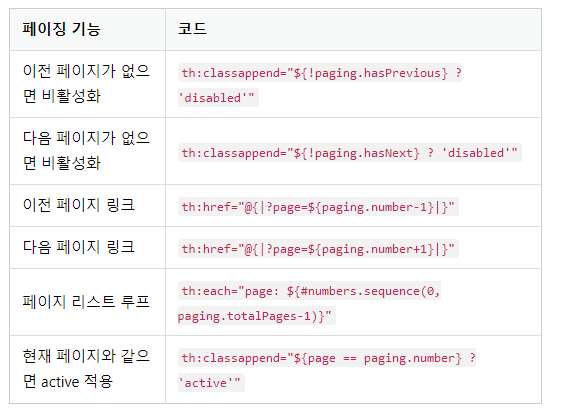 페이징 기능 코드
이전 페이지가 없으
면 비활성화
th:classappend="${!paging.hasPrevious} ?
'disabled'"
다음 페이지가 없으
면 비활성화
th:classappend="${!paging.hasNext} ? 'disabled'"
이전 페이지 링크 th:href="@{|?page=${paging.number-1}|}"
다음 페이지 링크 th:href="@{|?page=${paging.number+1}|}"
페이지 리스트 루프
th:each="page: ${#numbers.sequence(0,
paging.totalPages-1)}"
현재 페이지와 같으
면 active 적용
th:classappend="${page == paging.number} ?
'active'"